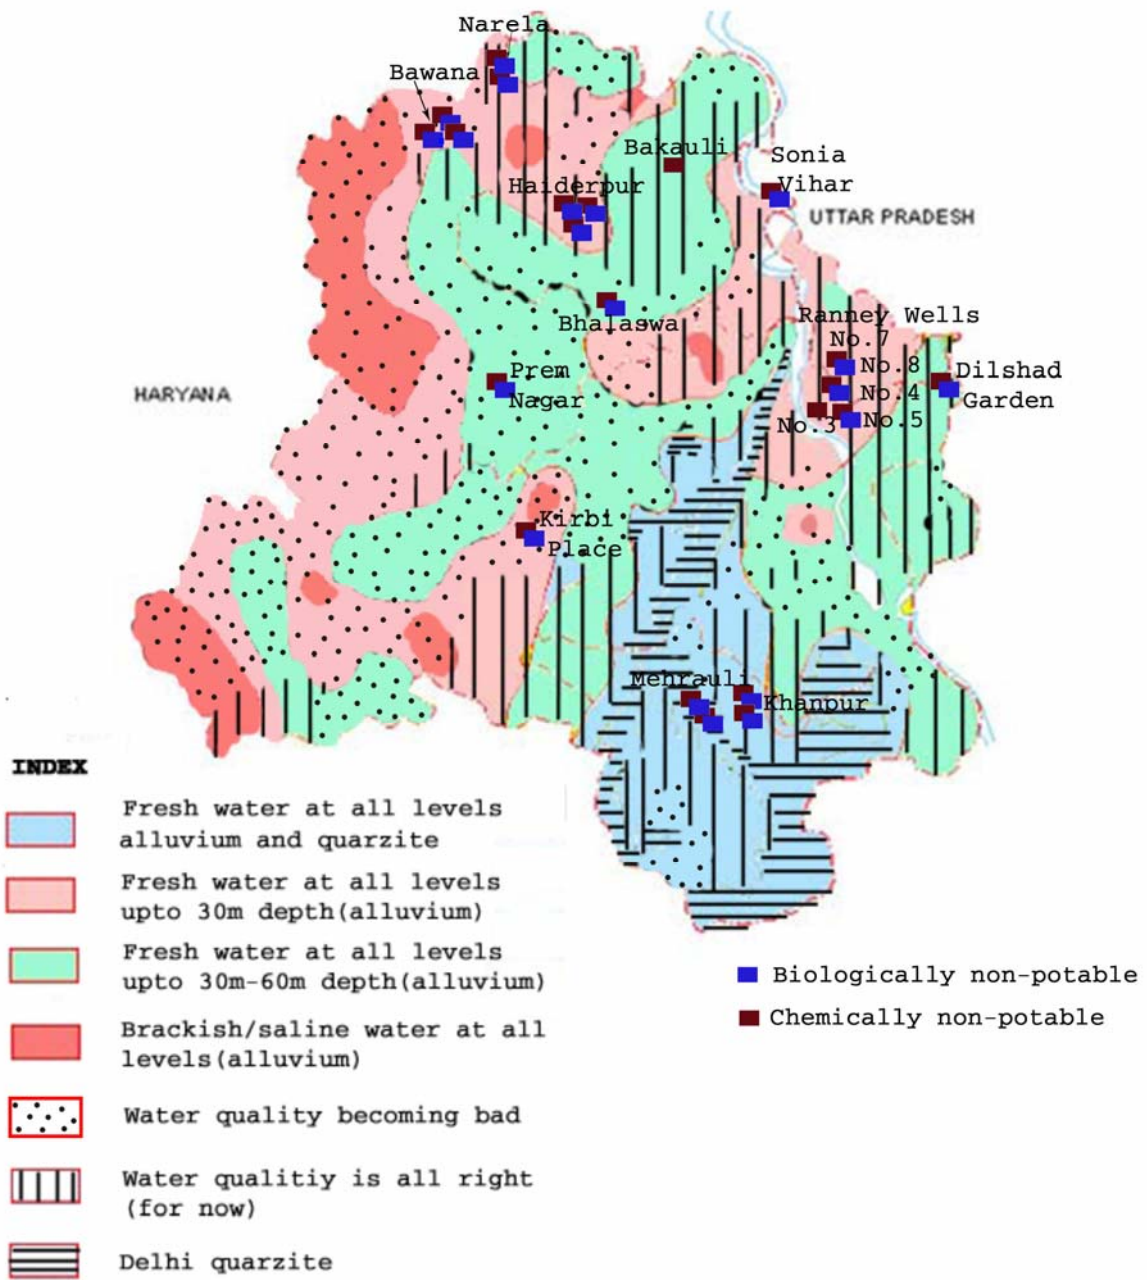 Narela
Bawana
Bakauli
Sonia
Vihar
Haiderpur
UTTAR PRADESH
Bhalaswa
Ranney Wells
No.7
No.8
No.4
No.3
No.5
Dilshad
Garden
Prem
Nagar
HARYANA
Kirbi
Place
Mehrauli
Khanpur
INDEX
Fresh water at all levels
alluvium and quarzite
Fresh water at all levels
upto 30m depth(alluvium)
Fresh water at all levels
upto 30m-60m depth(alluvium)
Brackish/saline water at all
levels(alluvium)
Water quality becoming bad
Water qualitiy is all right
(for now)
Delhi quarzite
Biologically non-potable
Chemically non-potable